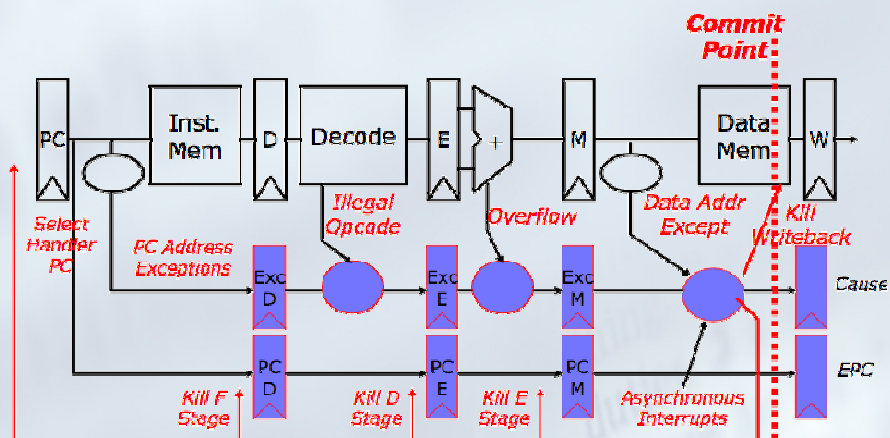 Commit
Point
PC
Inst.
Mem
D
Decode
E
+
M
Data
Mem
W
Select
Handler
PC
PC Address
Exceptions
Illegal
Opcode
Overflow
Data Addr
Except
Kill
Writeback
Exc
D
Exc
E
Exc
M
Cause
PC
D
PC
E
PC
M
EPC
Kill F
Stage
Kill D
Stage
Kill E
Stage
Asynchronous
Interrupts